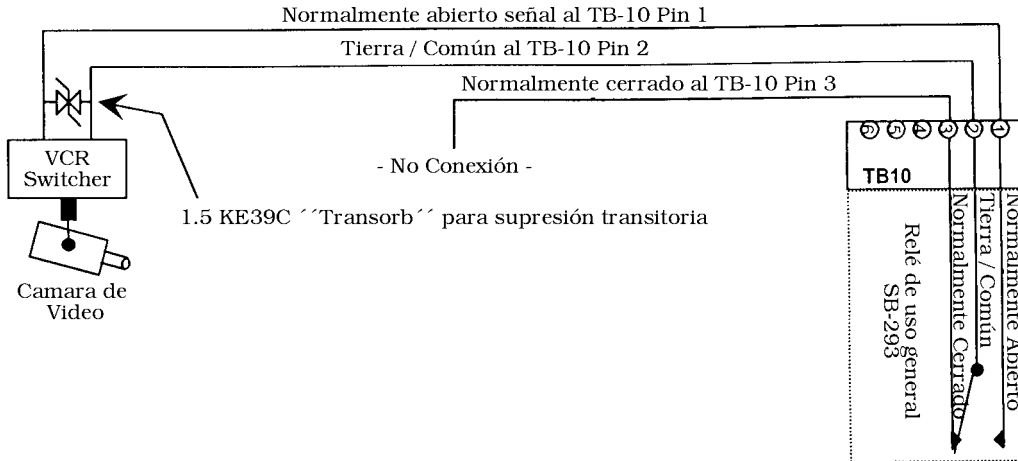 Normalmente abierto señal al TB-10 Pin 1
Tierra / Común al TB-10 Pin 2
Normalmente cerrado al TB-10 Pin 3
6 5 4 3 2 1
VCR
Switcher
- No Conexión -
TB10
1.5 KE39C ´´Transorb´´ para supresión transitoria
Camara de
Video
Normalmente Abierto
Tierra / Común
Normalmente Cerrado
Relé de uso general
SB-293